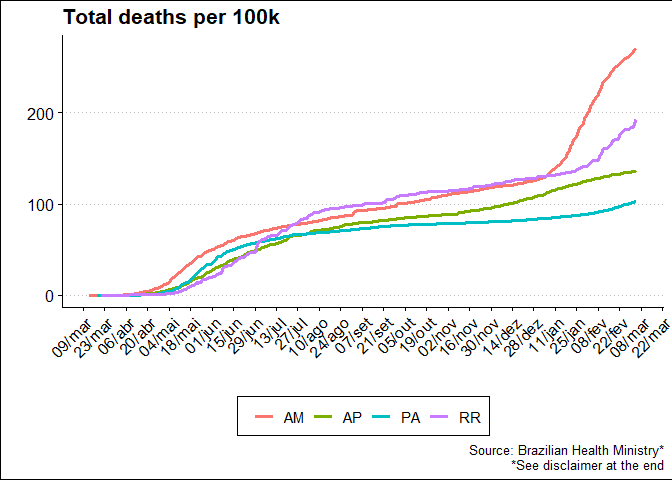 Total deaths per 100k
200
100
0
09/mar
23/mar
06/abr
20/abr
04/mai
18/mai
01/jun
15/jun
29/jun
13/jul
27/jul
10/ago
24/ago
07/set
21/set
05/out
19/out
02/nov
16/nov
30/nov
14/dez
28/dez
11/jan
25/jan
08/fev
22/fev
08/mar
22/mar
AM AP PA RR
Source: Brazilian Health Ministry*
*See disclaimer at the end